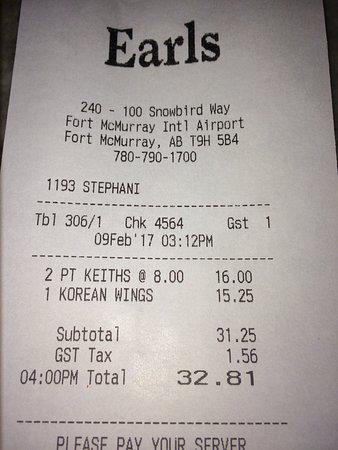 Earls
240 - 100 Snowbird Way
Fort McMurray Intl Airport
Fort McMurray, AB T9H 5B4
780-790-1700
1193 STEPHANI
Tbl 306/1 Chk 4564 Gst 1
09Feb'17 03:12PM
2 PT KEITHS @ 8.00 16.00
1 KOREAN WINGS 15.25
Subtotal 31.25
GST Tax 1.56
04:00PM Total 32.81
PLEASE PAY YOUR SERVER